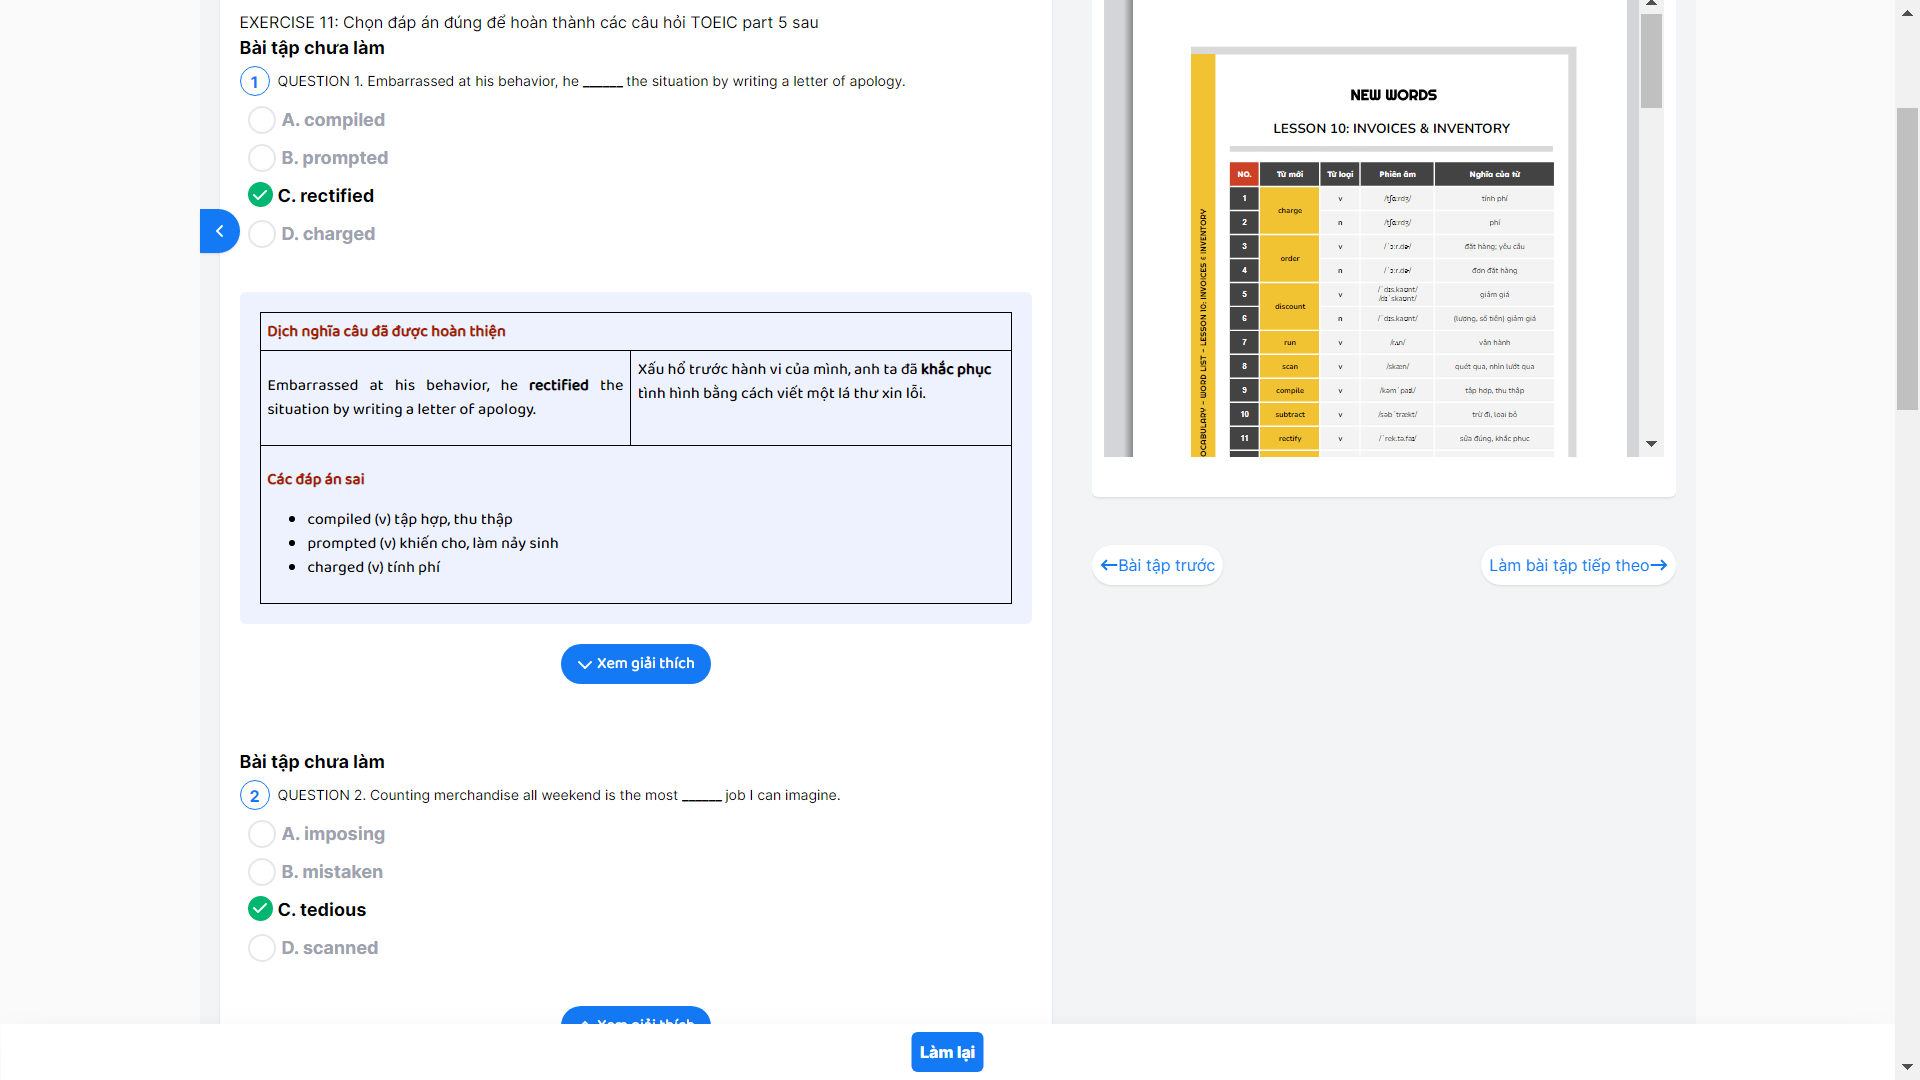 EXERCISE 11: Chọn đáp án đúng để hoàn thành các câu hỏi TOEIC part 5 sau
Bài tập chưa làm
1 QUESTION 1. Embarrassed at his behavior, he ______ the situation by writing a letter of apology.
A. compiled
B. prompted
C. rectified
D. charged
Dịch nghĩa câu đã được hoàn thiện
Embarrassed at his behavior, he rectified the
situation by writing a letter of apology.
Xấu hổ trước hành vi của mình, anh ta đã khắc phục
tình hình bằng cách viết một lá thư xin lỗi.
Các đáp án sai
compiled (v) tập hợp, thu thập
prompted (v) khiến cho, làm nảy sinh
charged (v) tính phí
Xem giải thích
Bài tập chưa làm
2 QUESTION 2. Counting merchandise all weekend is the most ______ job I can imagine.
A. imposing
B. mistaken
C. tedious
D. scanned
Xem giải thích
Làm lại
NEW WORDS
LESSON 10: INVOICES & INVENTORY
NO. Từ mới Từ loại Phiên âm Nghĩa của từ
1 charge v /tʃɑːrdʒ/ tính phí
2 n /tʃɑːrdʒ/ phí
3 order v /ˈɔːr.dɚ/ đặt hàng; yêu cầu
4 n /ˈɔːr.dɚ/ đơn đặt hàng
5 discount v /ˈdɪs.kaʊnt/ /dɪˈskaʊnt/ giảm giá
6 n /ˈdɪs.kaʊnt/ (lượng, số tiền) giảm giá
7 run v /rʌn/ vận hành
8 scan v /skæn/ quét qua, nhìn lướt qua
9 compile v /kəmˈpaɪl/ tập hợp, thu thập
10 subtract v /səbˈtrækt/ trừ đi, loại bỏ
11 rectify v /ˈrek.tə.faɪ/ sửa đúng, khắc phục
OCABULARY - WORD LIST - LESSON 10: INVOICES & INVENTORY
Bài tập trước
Làm bài tập tiếp theo